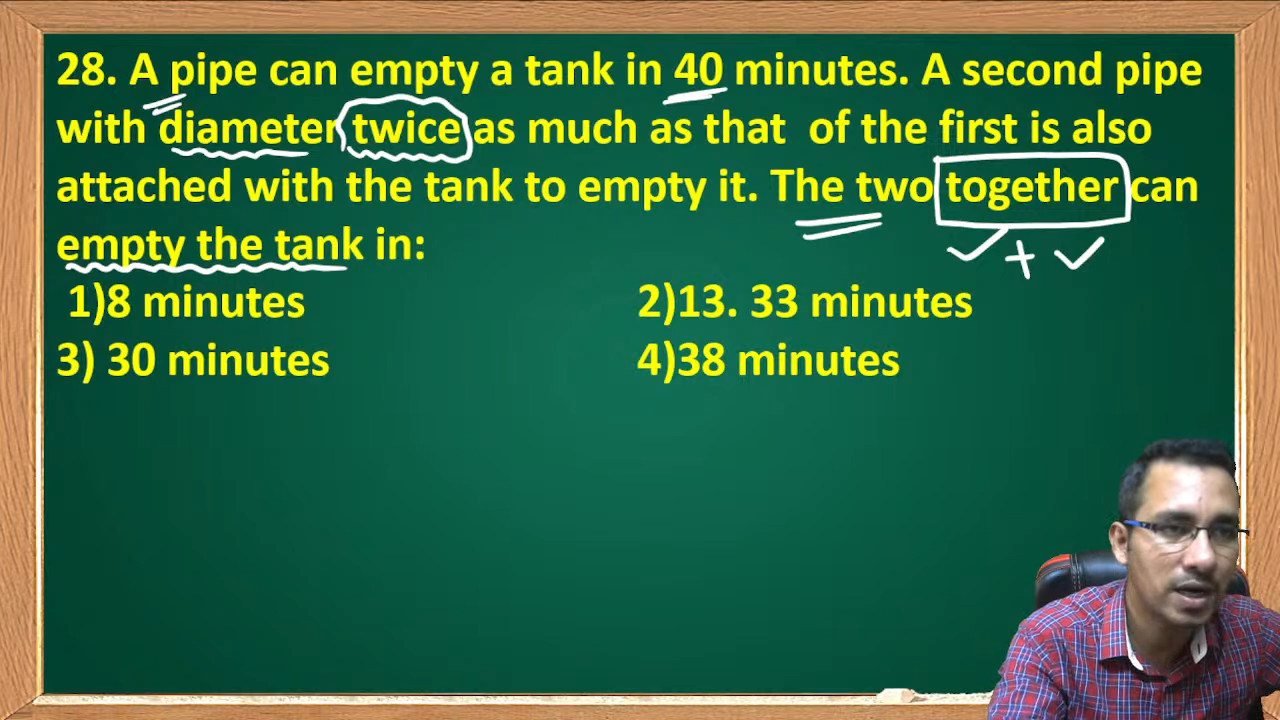 28. A pipe can empty a tank in 40 minutes. A second pipe
with diameter twice as much as that of the first is also
attached with the tank to empty it. The two together can
empty the tank in:
+
1)8 minutes 2)13. 33 minutes
3) 30 minutes 4)38 minutes